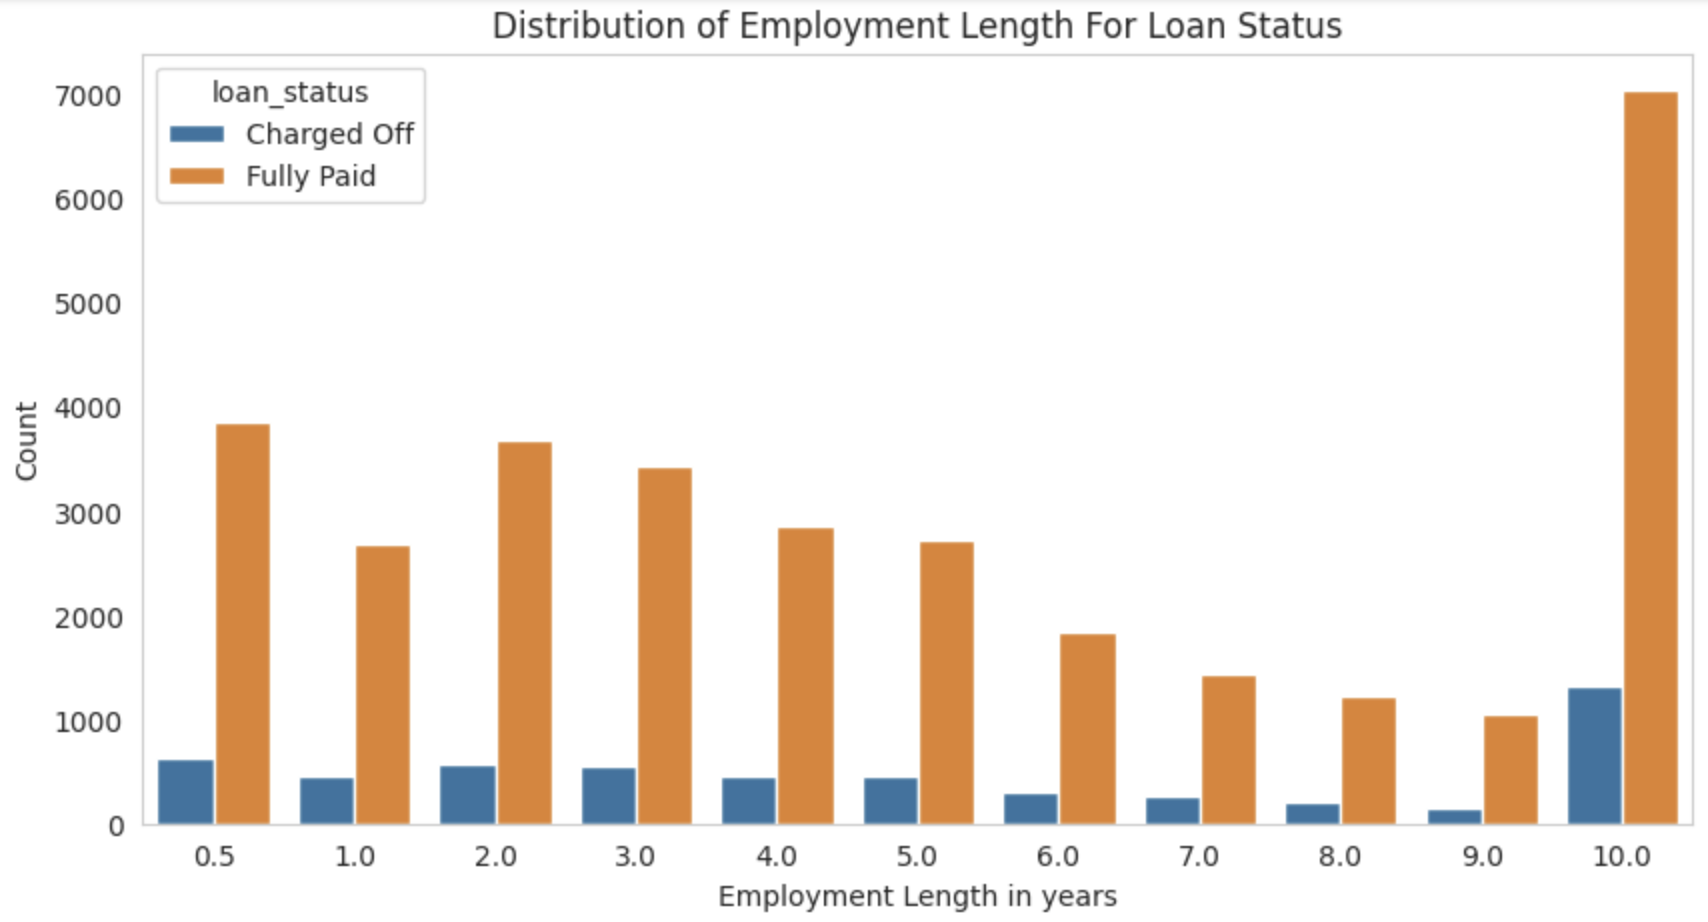 Distribution of Employment Length For Loan Status
loan_status
Charged Off
Fully Paid
7000
6000
5000
4000
3000
2000
1000
0
Count
0.5 1.0 2.0 3.0 4.0 5.0 6.0 7.0 8.0 9.0 10.0
Employment Length in years